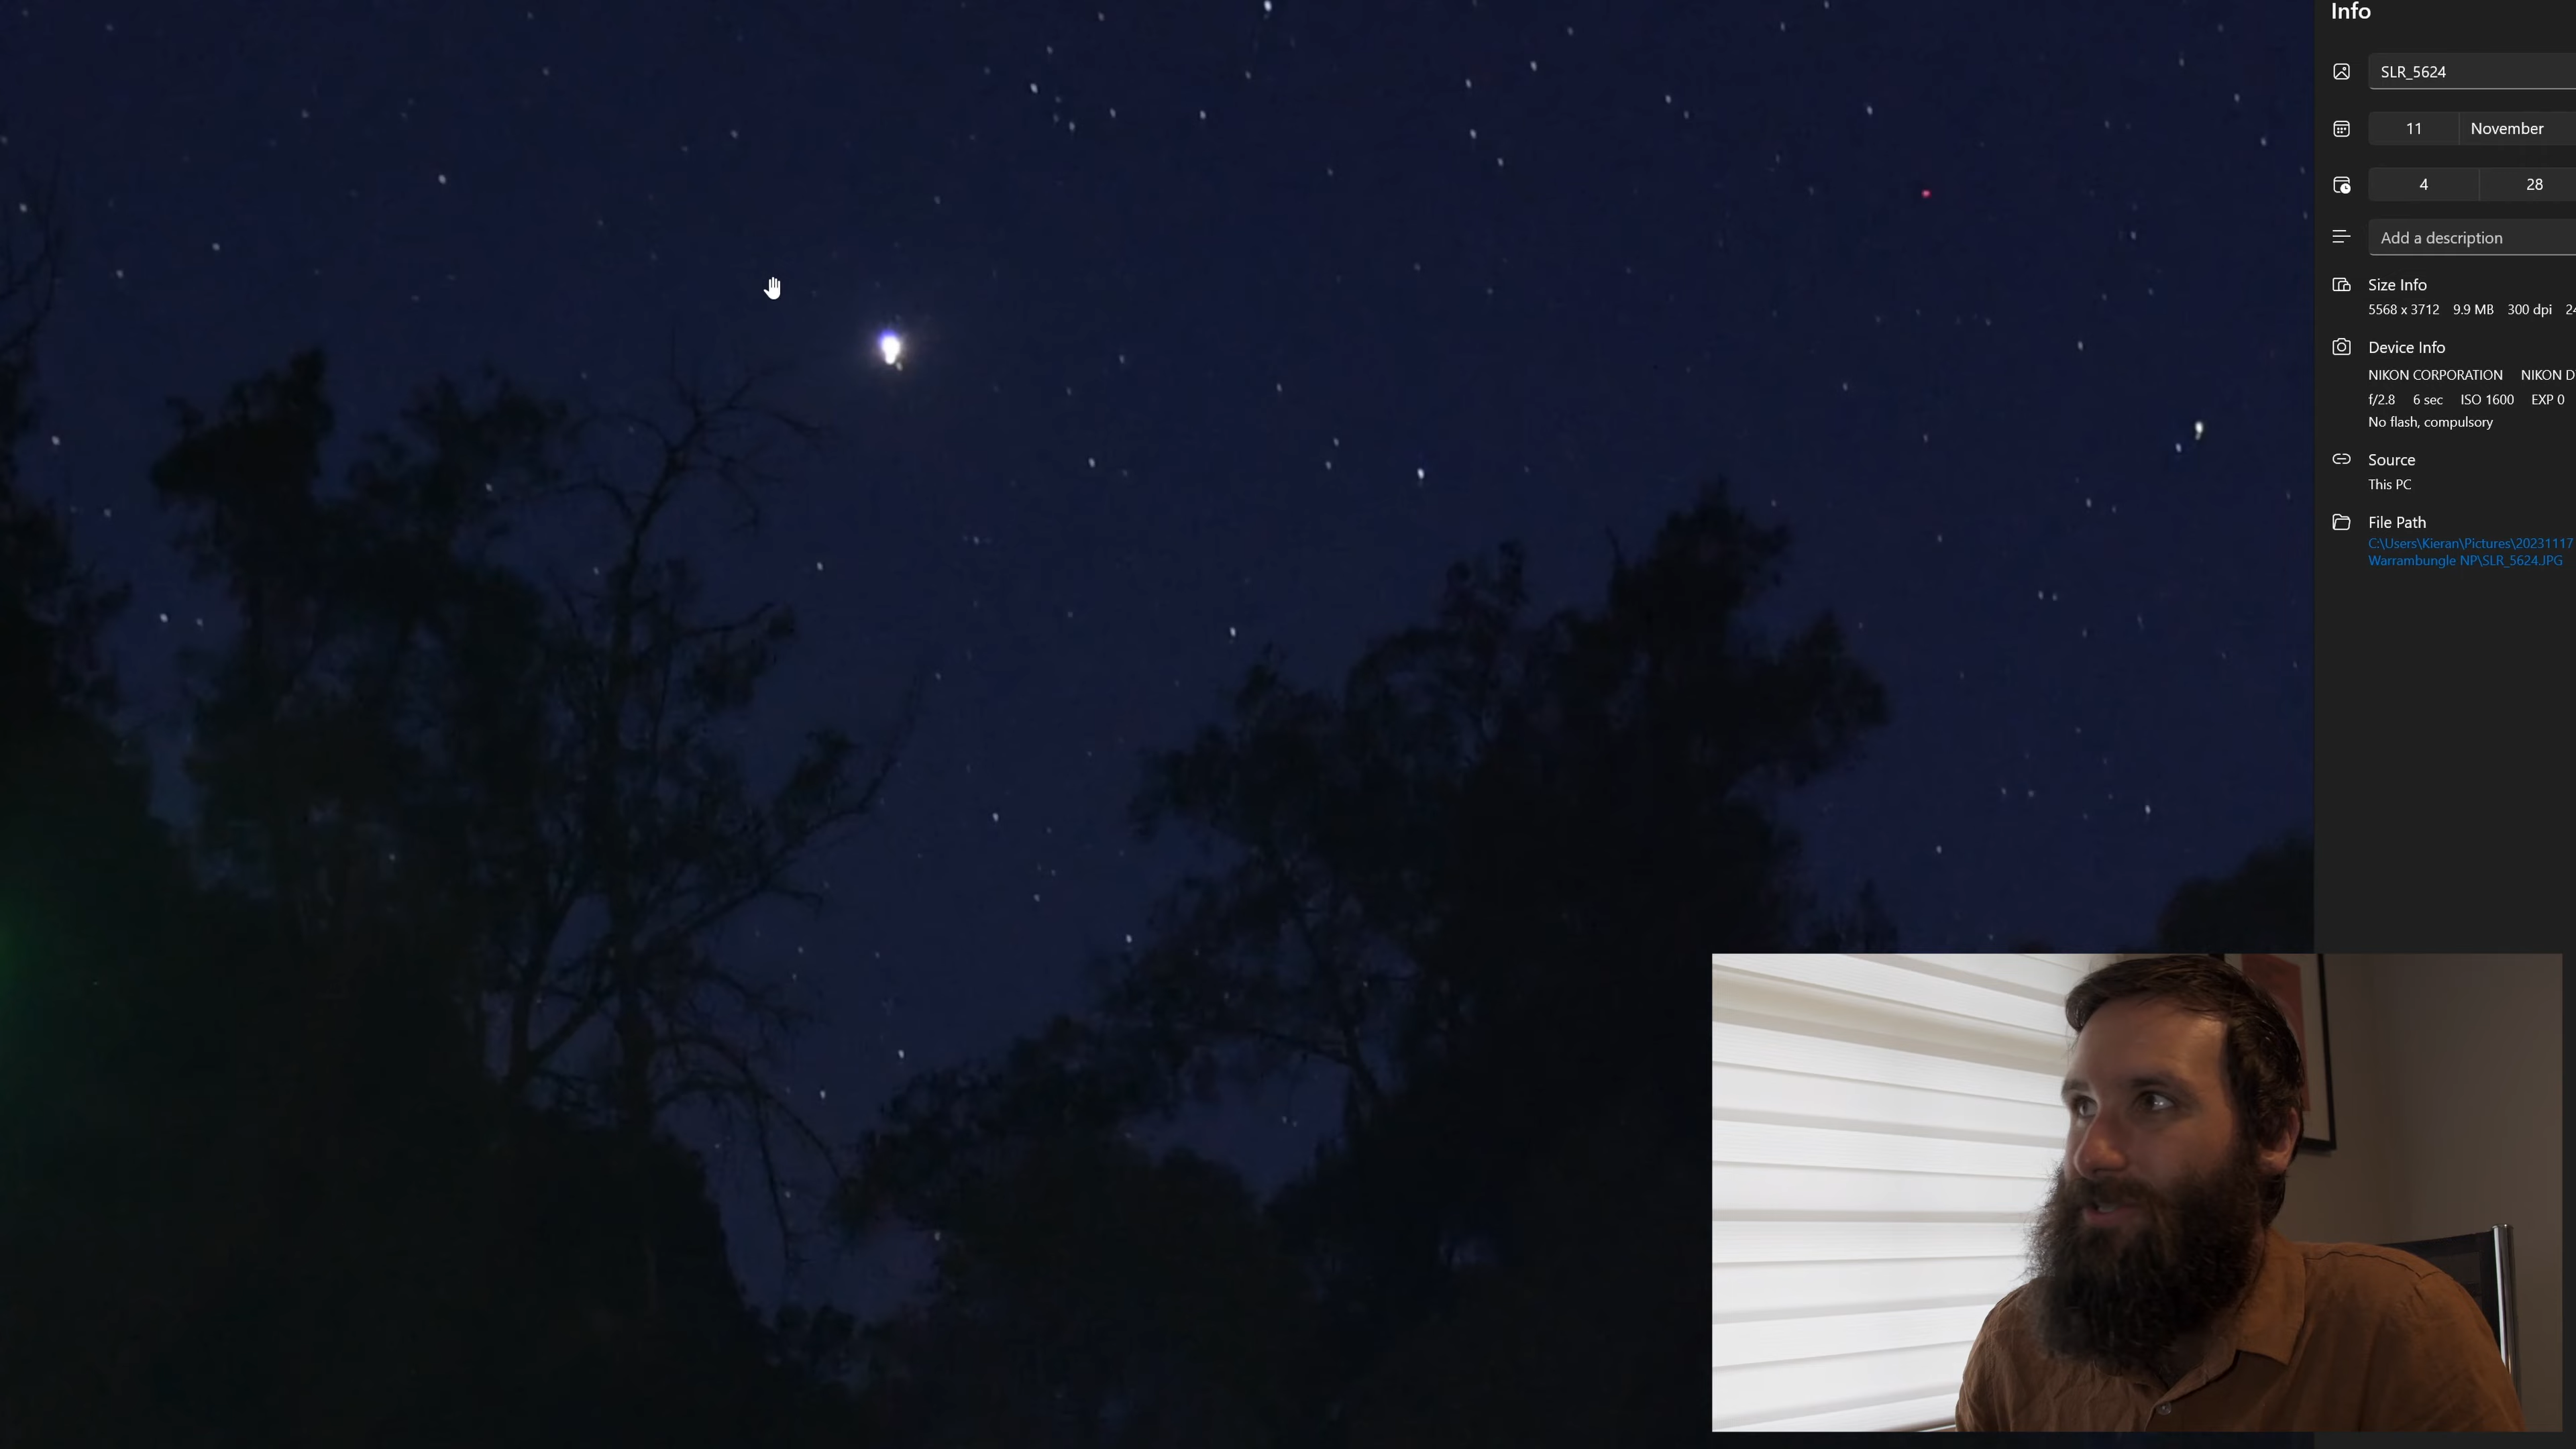 Info
SLR_5624
11 November
4 28
Add a description
Size Info
5568 x 3712 9.9 MB 300 dpi 24
Device Info
NIKON CORPORATION NIKON D
f/2.8 6 sec ISO 1600 EXP 0
No flash, compulsory
Source
This PC
File Path
C:\Users\Kieran\Pictures\20231117
Warrambungle NP\SLR_5624.JPG